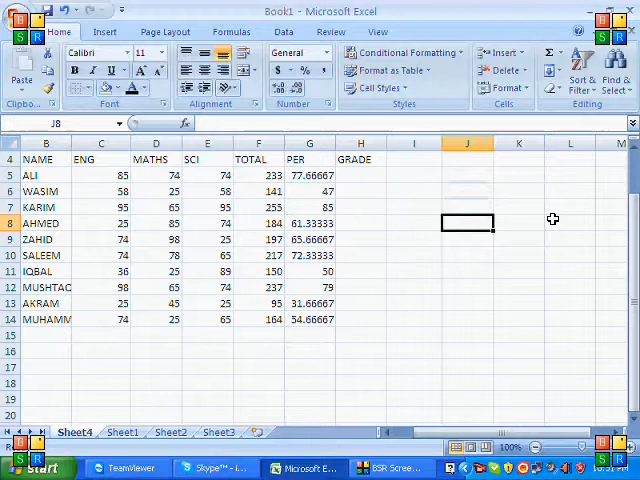 Book1 - Microsoft Excel
Home Insert Page Layout Formulas Data Review View
Paste
Clipboa...
Calibri 11
B I U A A
A
Font
Alignment
General
$ % ,
Number
Conditional Formatting
Format as Table
Cell Styles
Styles
Insert
Delete
Format
Cells
Σ
Sort & Filter
Find & Select
Editing
J8 fx
B C D E F G H I J K L M
4 NAME ENG MATHS SCI TOTAL PER GRADE
5 ALI 85 74 74 233 77.66667
6 WASIM 58 25 58 141 47
7 KARIM 95 65 95 255 85
8 AHMED 25 85 74 184 61.33333
9 ZAHID 74 98 25 197 65.66667
10 SALEEM 74 78 65 217 72.33333
11 IQBAL 36 25 89 150 50
12 MUSHTAQ 98 65 74 237 79
13 AKRAM 25 45 25 95 31.66667
14 MUHAMM 74 25 65 164 54.66667
15
16
17
18
19
20
Sheet4 Sheet1 Sheet2 Sheet3
100%
start TeamViewer Skype™ - i... Microsoft E... BSR Scree...
B S R
B S R
B S R
B S R